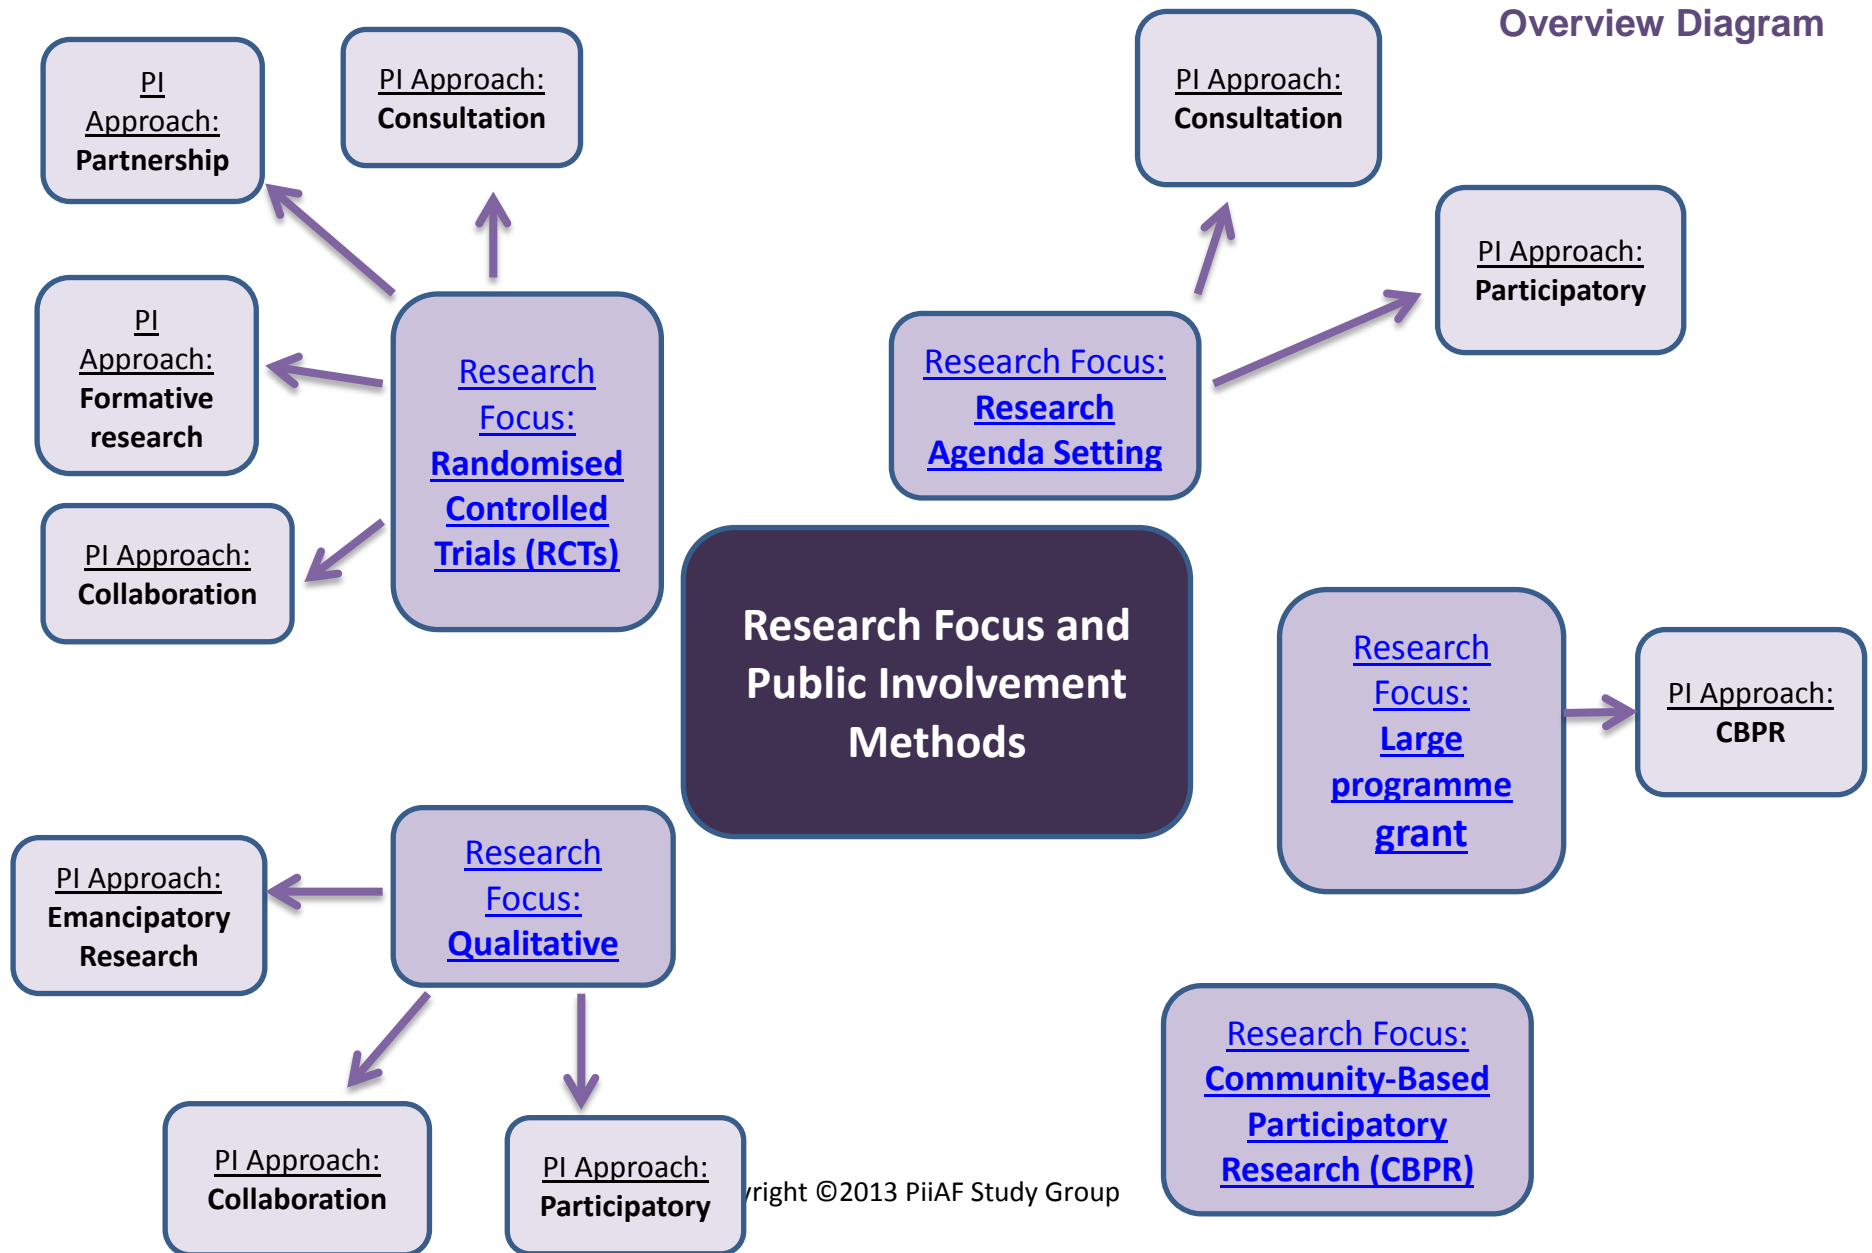 Overview Diagram
PI
Approach:
Partnership
PI Approach:
Consultation
PI Approach:
Consultation
PI Approach:
Participatory
PI
Approach:
Formative
research
Research
Focus:
Randomised
Controlled
Trials (RCTs)
Research Focus:
Research
Agenda Setting
PI Approach:
Collaboration
Research Focus and
Public Involvement
Methods
Research
Focus:
Large
programme
grant
PI Approach:
CBPR
Research
Focus:
Qualitative
PI Approach:
Emancipatory
Research
Research Focus:
Community-Based
Participatory
Research (CBPR)
PI Approach:
Collaboration
PI Approach:
Participatory
yright ©2013 PiiAF Study Group